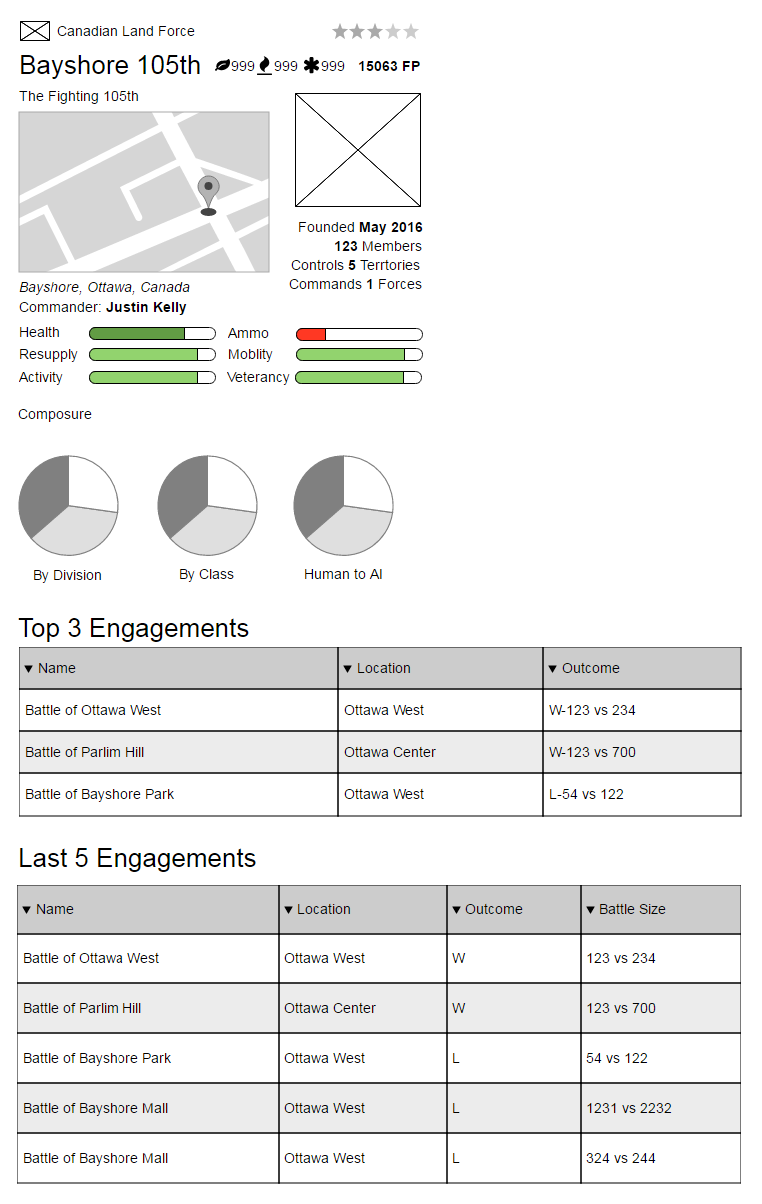 Canadian Land Force
Bayshore 105th 999 999 999 15063 FP
The Fighting 105th
Founded May 2016
123 Members
Controls 5 Terrtories
Commands 1 Forces
Bayshore, Ottawa, Canada
Commander: Justin Kelly
Health Ammo
Resupply Moblity
Activity Veterancy
Composure
By Division By Class Human to AI
Top 3 Engagements
▼ Name ▼ Location ▼ Outcome
Battle of Ottawa West Ottawa West W-123 vs 234
Battle of Parlim Hill Ottawa Center W-123 vs 700
Battle of Bayshore Park Ottawa West L-54 vs 122
Last 5 Engagements
▼ Name ▼ Location ▼ Outcome ▼ Battle Size
Battle of Ottawa West Ottawa West W 123 vs 234
Battle of Parlim Hill Ottawa Center W 123 vs 700
Battle of Bayshore Park Ottawa West L 54 vs 122
Battle of Bayshore Mall Ottawa West L 1231 vs 2232
Battle of Bayshore Mall Ottawa West L 324 vs 244